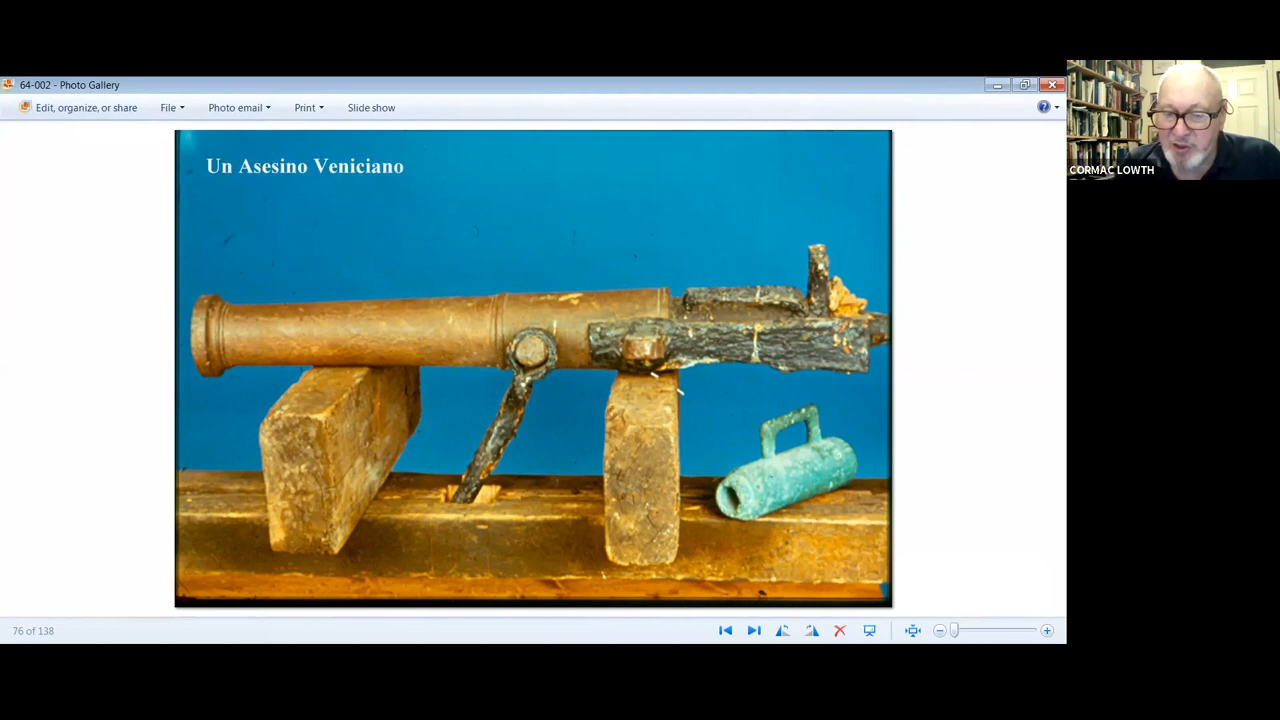 64-002 - Photo Gallery
Edit, organize, or share File Photo email Print Slide show
Un Asesino Veniciano
CORMAC LOWTH
76 of 138